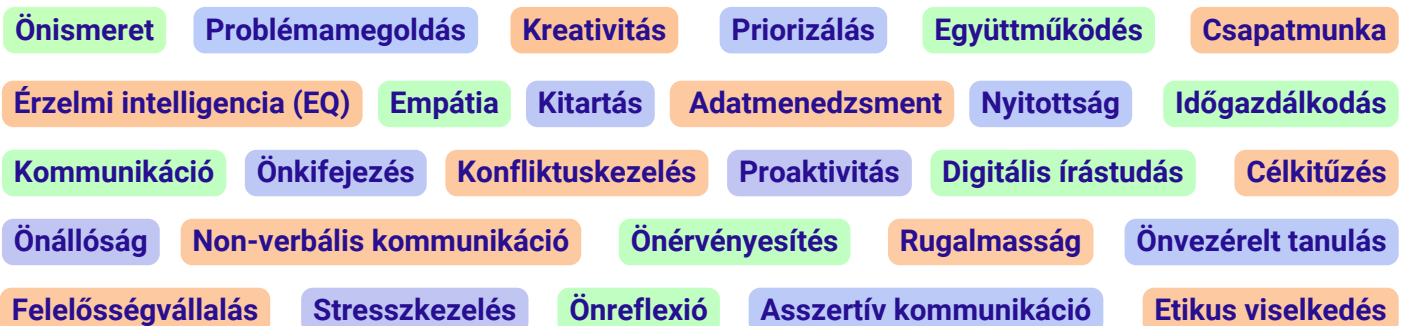 Önismeret Problémamegoldás Kreativitás Priorizálás Együttműködés Csapatmunka
Érzelmi intelligencia (EQ) Empátia Kitartás Adatmenedzsment Nyitottság Időgazdálkodás
Kommunikáció Önkifejezés Konfliktuskezelés Proaktivitás Digitális írástudás Célkitűzés
Önállóság Non-verbális kommunikáció Önérvényesítés Rugalmasság Önvezérelt tanulás
Felelősségvállalás Stresszkezelés Önreflexió Asszertív kommunikáció Etikus viselkedés